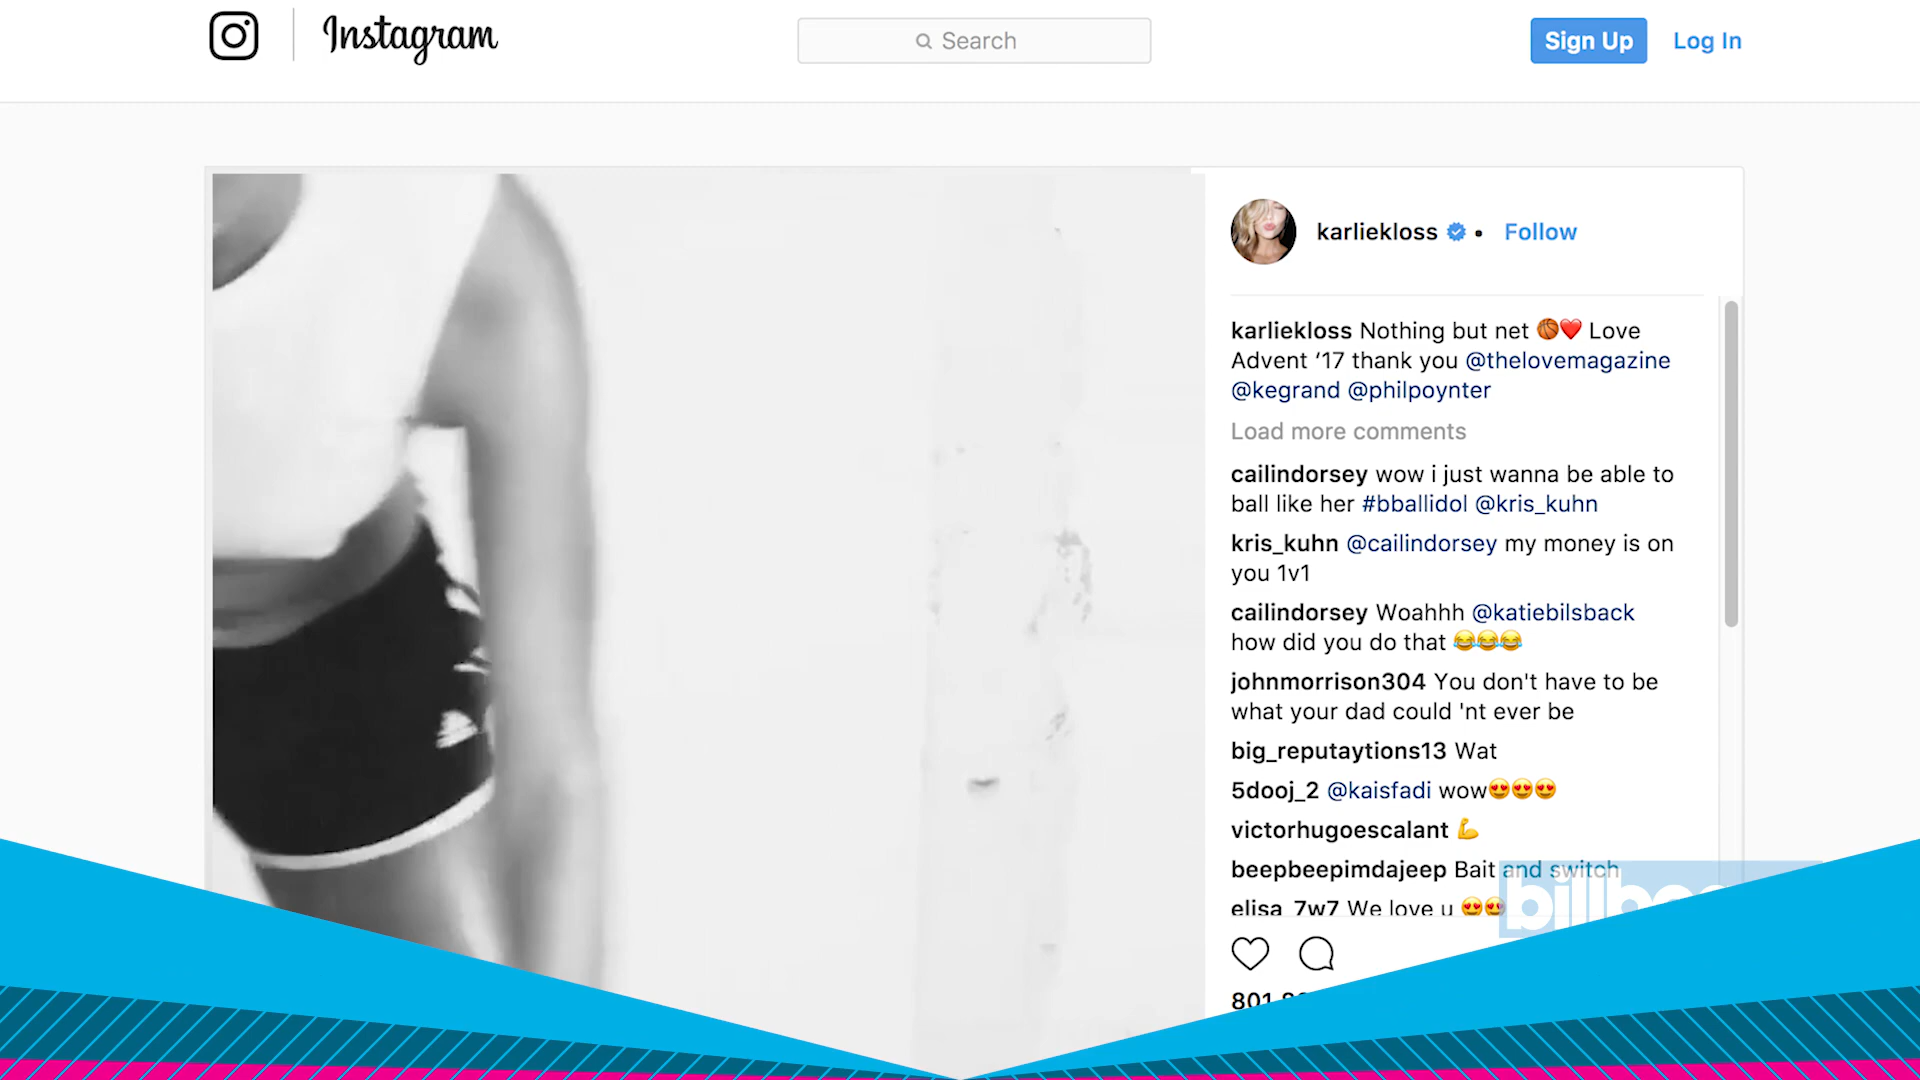 Instagram
Search
Sign Up
Log In
karliekloss • Follow
karliekloss Nothing but net 🏀❤️ Love
Advent ‘17 thank you @thelovemagazine
@kegrand @philpoynter
Load more comments
cailindorsey wow i just wanna be able to
ball like her #bballidol @kris_kuhn
kris_kuhn @cailindorsey my money is on
you 1v1
cailindorsey Woahhh @katiebilsback
how did you do that 😂😂😂
johnmorrison304 You don't have to be
what your dad could 'nt ever be
big_reputaytions13 Wat
5dooj_2 @kaisfadi wow😍😍😍
victorhugoescalant 💪
beepbeepimdajeep Bait and switch
elisa_7w7 We love u 😍😍